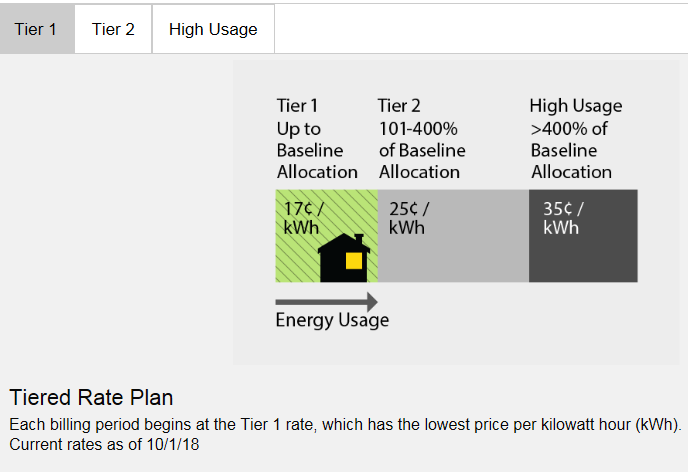 Tier 1 Tier 2 High Usage
Tier 1
Up to
Baseline
Allocation
Tier 2
101-400%
of Baseline
Allocation
High Usage
>400% of
Baseline
Allocation
17¢ /
kWh
25¢ /
kWh
35¢ /
kWh
Energy Usage
Tiered Rate Plan
Each billing period begins at the Tier 1 rate, which has the lowest price per kilowatt hour (kWh).
Current rates as of 10/1/18